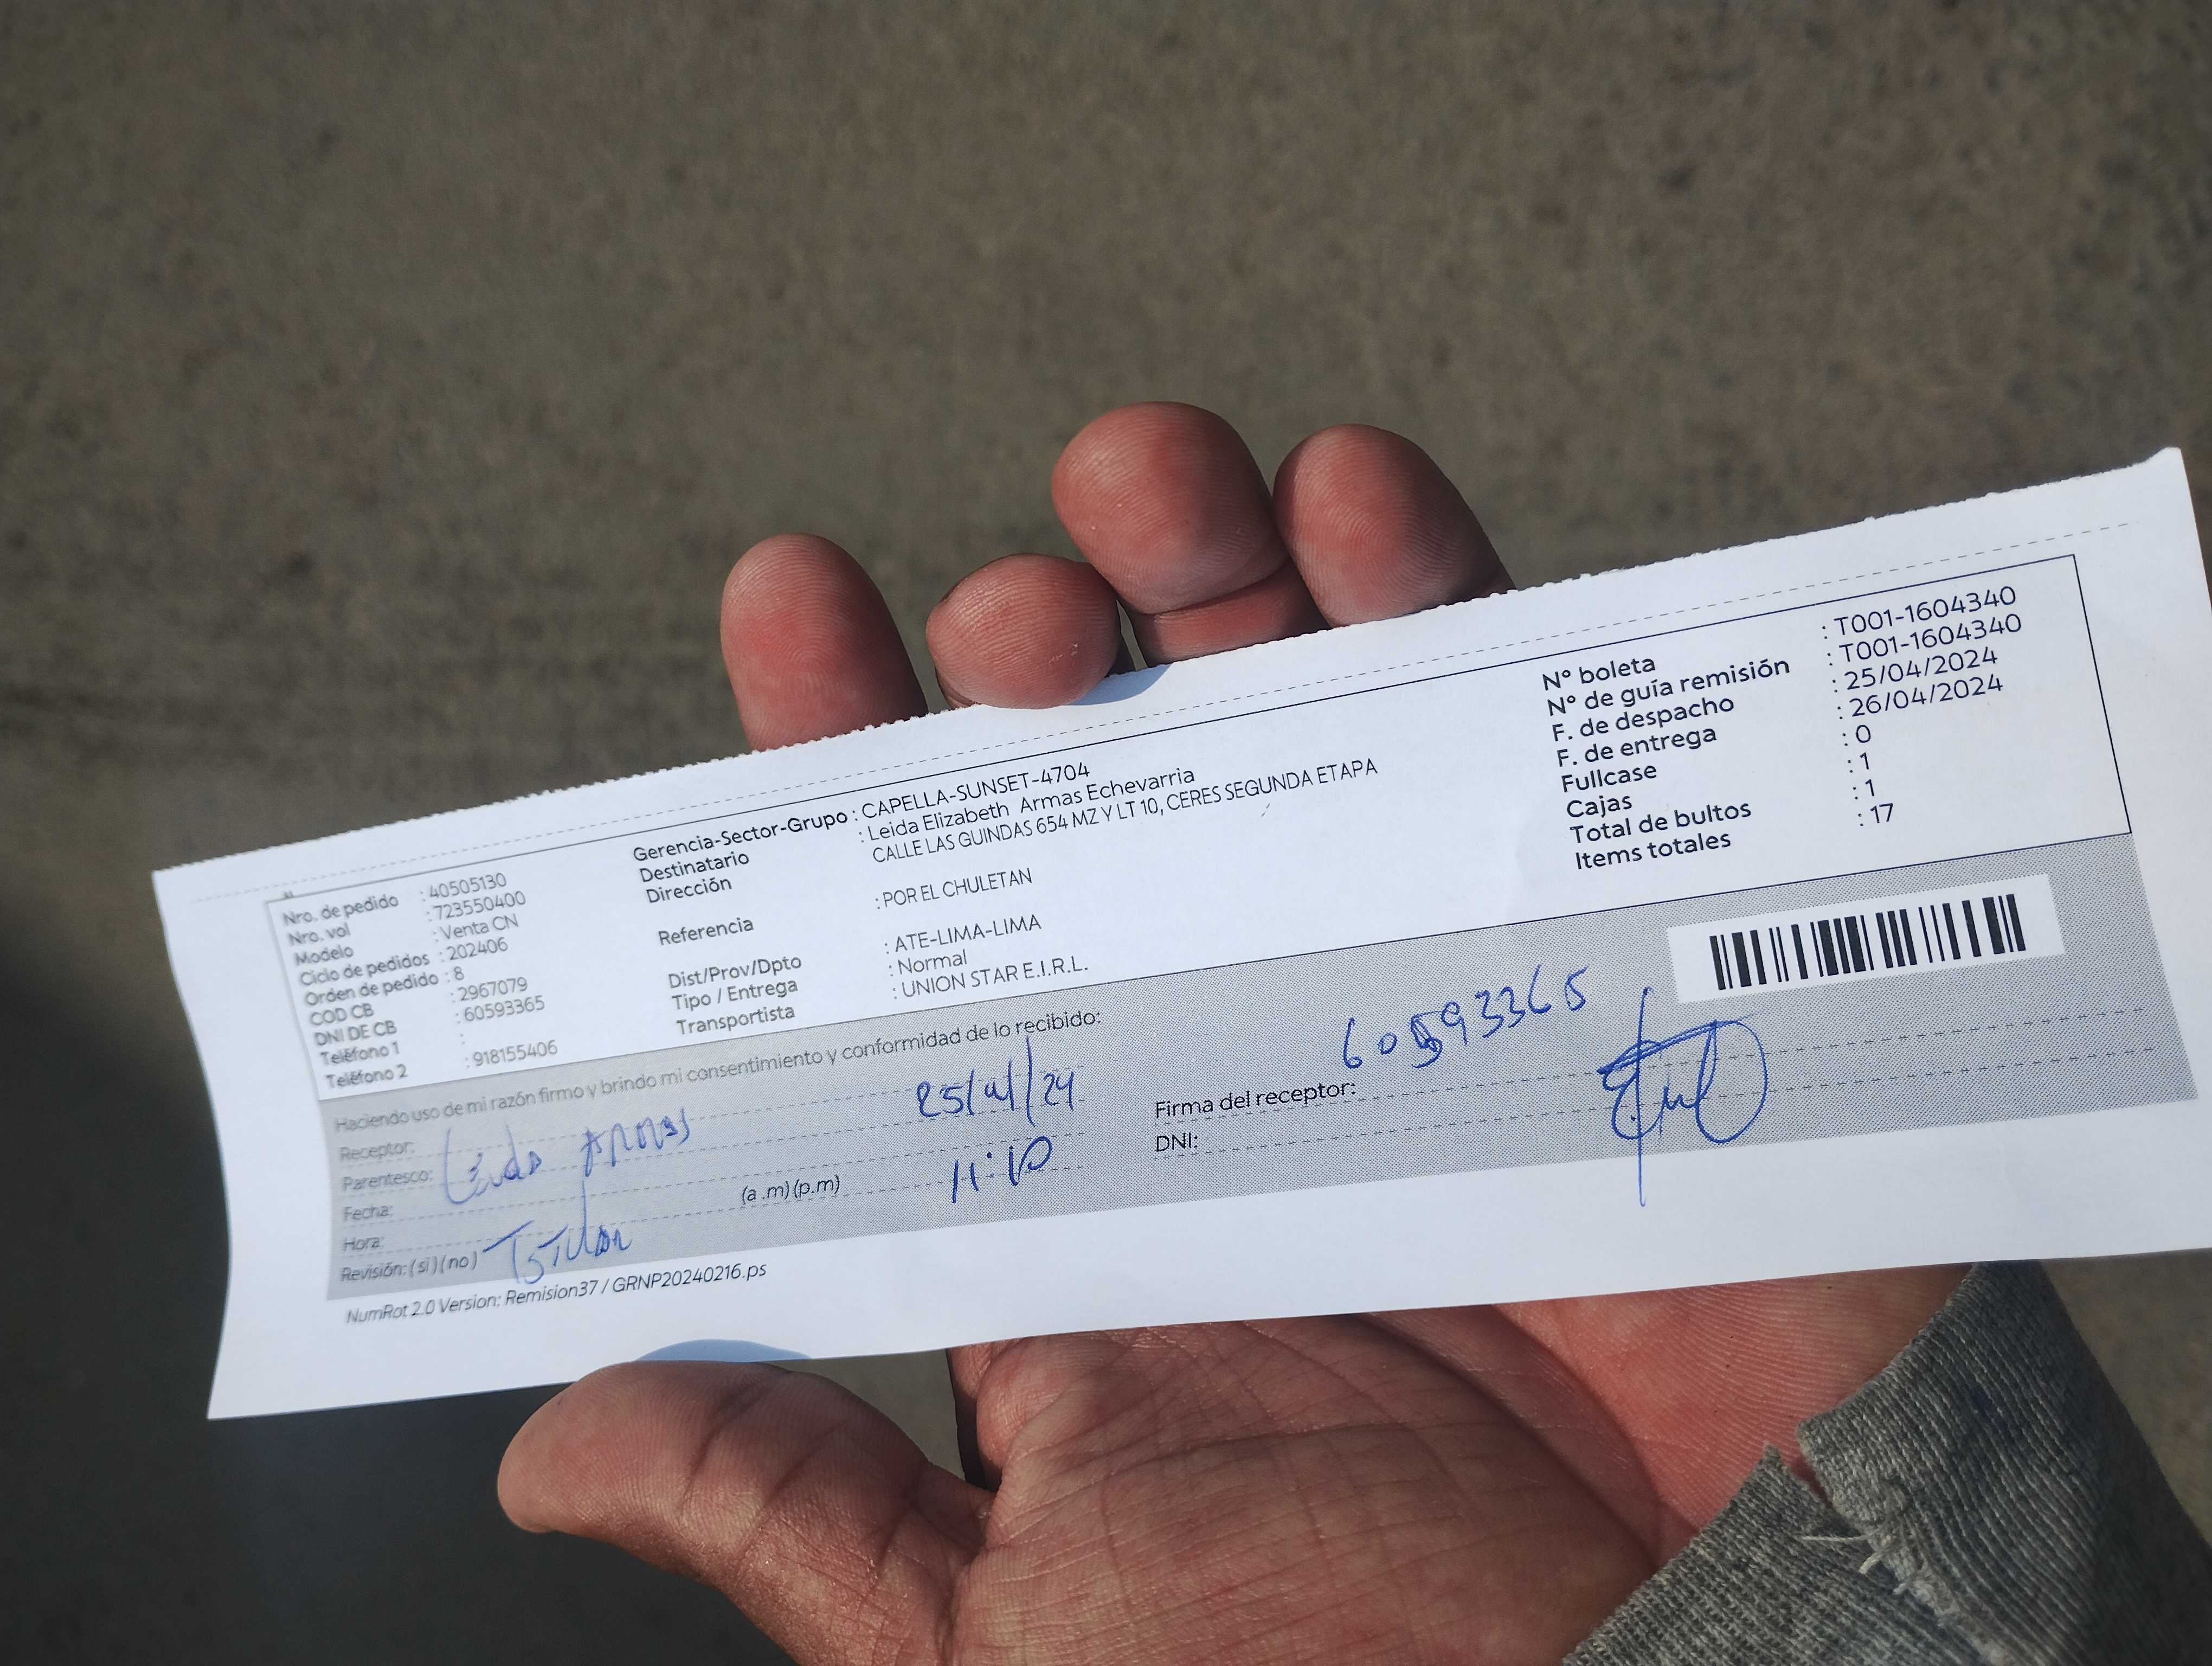 Nro. de pedido : 40505130
Nro. vol : 723550400
Modelo : Venta CN
Ciclo de pedidos : 202406
Orden de pedido : 8
COD CB : 2967079
DNI DE CB : 60593365
Teléfono 1 :
Teléfono 2 : 918155406
Gerencia-Sector-Grupo : CAPELLA-SUNSET-4704
Destinatario : Leida Elizabeth Armas Echevarria
Dirección CALLE LAS GUINDAS 654 MZ Y LT 10, CERES SEGUNDA ETAPA
Referencia : POR EL CHULETAN
Dist/Prov/Dpto : ATE-LIMA-LIMA
Tipo / Entrega : Normal
Transportista : UNION STAR E.I.R.L.
N° boleta : T001-1604340
N° de guía remisión : T001-1604340
F. de despacho : 25/04/2024
F. de entrega : 26/04/2024
Fullcase : 0
Cajas : 1
Total de bultos : 1
Items totales : 17
Haciendo uso de mi razón firmo y brindo mi consentimiento y conformidad de lo recibido:
Receptor: Leida Armas
Parentesco:
Fecha: 25/04/24
Hora: (a .m) (p.m) 11:10
Revisión: ( si ) ( no )
Firma del receptor: 60593365
DNI:
NumRot 2.0 Version: Remision37 / GRNP20240216.ps